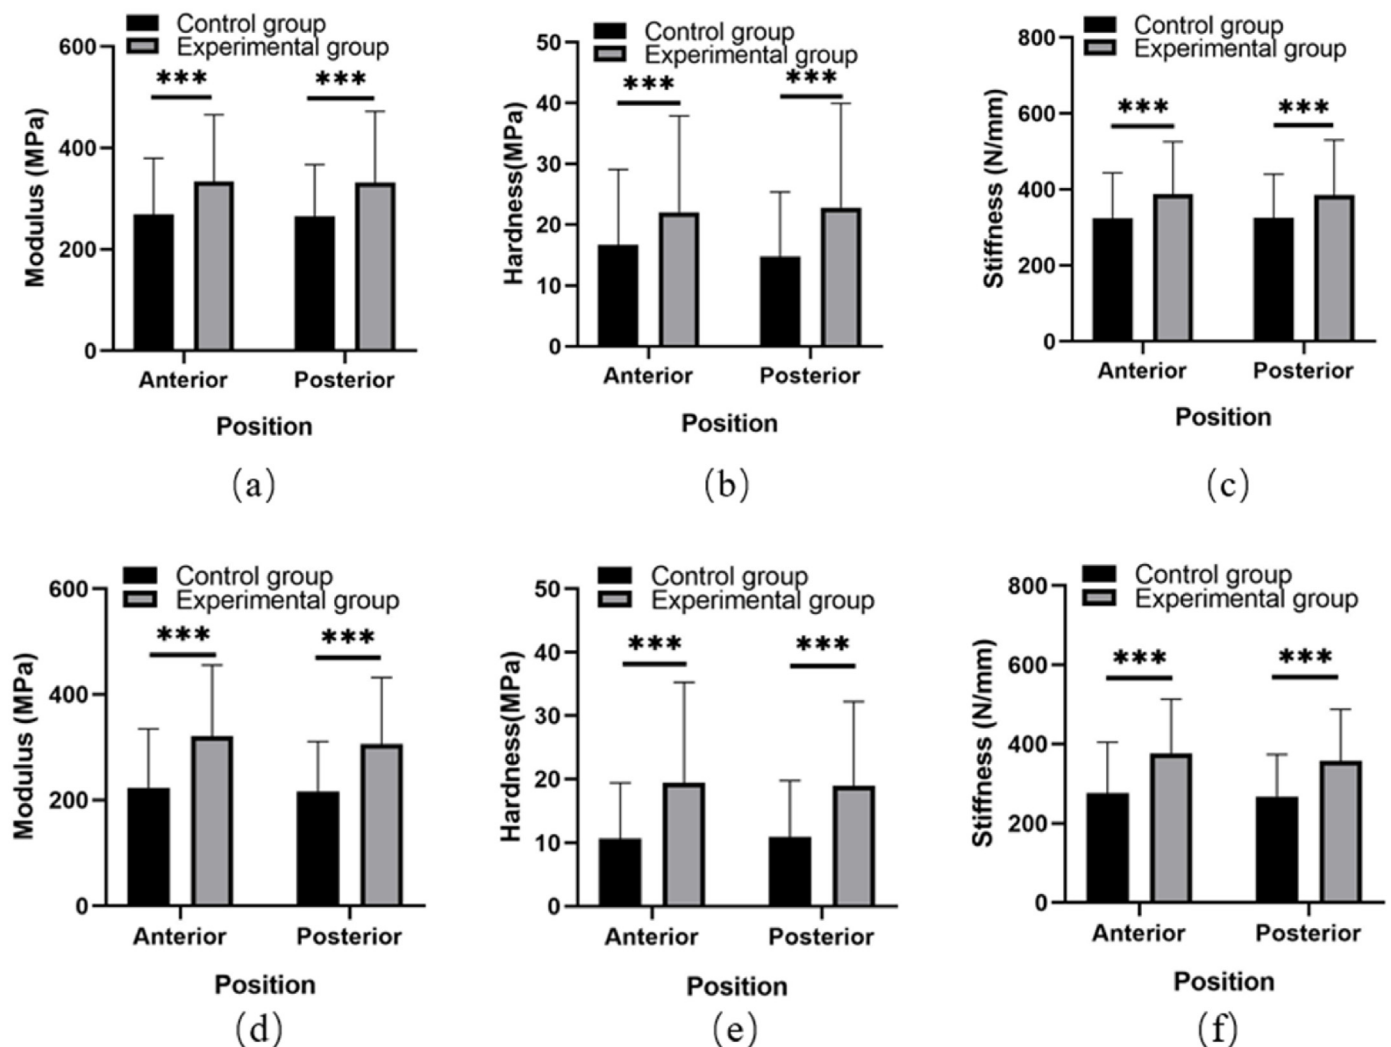 Control group
Experimental group
600
400
200
0
Modulus (MPa)
***
***
Anterior
Posterior
Position
(a)
Control group
Experimental group
50
40
30
20
10
0
Hardness(MPa)
***
***
Anterior
Posterior
Position
(b)
Control group
Experimental group
800
600
400
200
0
Stiffness (N/mm)
***
***
Anterior
Posterior
Position
(c)
Control group
Experimental group
600
400
200
0
Modulus (MPa)
***
***
Anterior
Posterior
Position
(d)
Control group
Experimental group
50
40
30
20
10
0
Hardness(MPa)
***
***
Anterior
Posterior
Position
(e)
Control group
Experimental group
800
600
400
200
0
Stiffness (N/mm)
***
***
Anterior
Posterior
Position
(f)